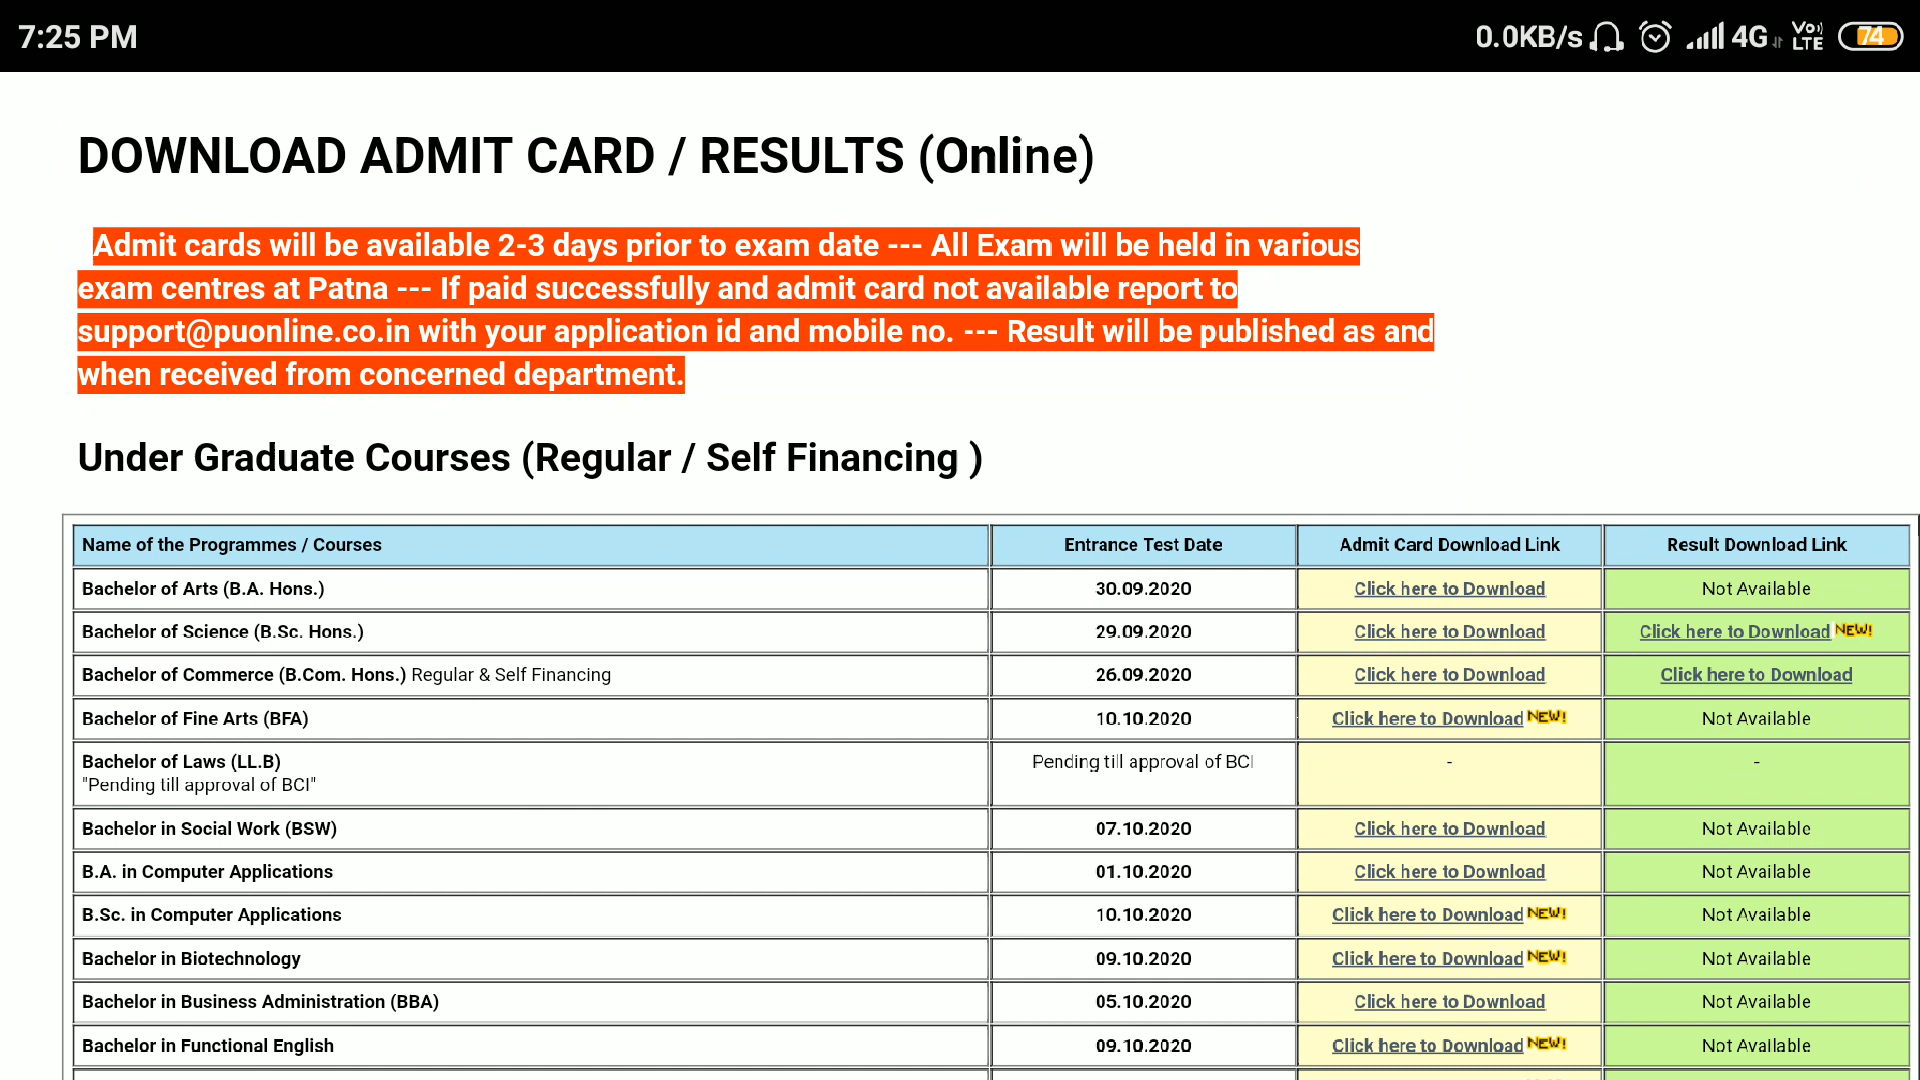 7:25 PM 0.0KB/s 4G Vo) LTE 74
DOWNLOAD ADMIT CARD / RESULTS (Online)
Admit cards will be available 2-3 days prior to exam date --- All Exam will be held in various
exam centres at Patna --- If paid successfully and admit card not available report to
support@puonline.co.in with your application id and mobile no. --- Result will be published as and
when received from concerned department.
Under Graduate Courses (Regular / Self Financing )
Name of the Programmes / Courses Entrance Test Date Admit Card Download Link Result Download Link
Bachelor of Arts (B.A. Hons.) 30.09.2020 Click here to Download Not Available
Bachelor of Science (B.Sc. Hons.) 29.09.2020 Click here to Download Click here to Download NEW!
Bachelor of Commerce (B.Com. Hons.) Regular & Self Financing 26.09.2020 Click here to Download Click here to Download
Bachelor of Fine Arts (BFA) 10.10.2020 Click here to Download NEW! Not Available
Bachelor of Laws (LL.B) Pending till approval of BCI - -
"Pending till approval of BCI"
Bachelor in Social Work (BSW) 07.10.2020 Click here to Download Not Available
B.A. in Computer Applications 01.10.2020 Click here to Download Not Available
B.Sc. in Computer Applications 10.10.2020 Click here to Download NEW! Not Available
Bachelor in Biotechnology 09.10.2020 Click here to Download NEW! Not Available
Bachelor in Business Administration (BBA) 05.10.2020 Click here to Download Not Available
Bachelor in Functional English 09.10.2020 Click here to Download NEW! Not Available